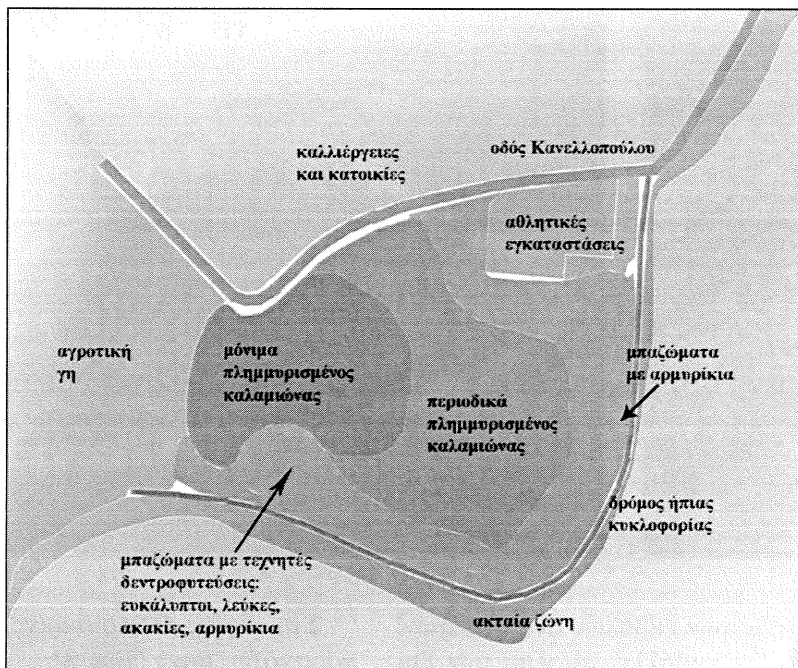 καλλιέργειες
και κατοικίες
οδός Κανελλοπούλου
αθλητικές
εγκαταστάσεις
αγροτική
γη
μόνιμα
πλημμυρισμένος
καλαμιώνας
περιοδικά
πλημμυρισμένος
καλαμιώνας
μπαζώματα
με αρμυρίκια
δρόμος ήπιας
κυκλοφορίας
μπαζώματα με τεχνητές
δεντροφυτεύσεις:
ευκάλυπτοι, λεύκες,
ακακίες, αρμυρίκια
ακταία ζώνη